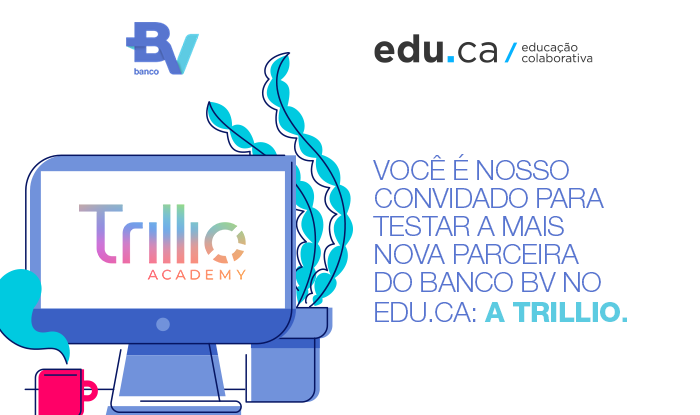 BV
banco
edu.ca / educação
colaborativa
Trillio
ACADEMY
VOCÊ É NOSSO
CONVIDADO PARA
TESTAR A MAIS
NOVA PARCEIRA
DO BANCO BV NO
EDU.CA: A TRILLIO.